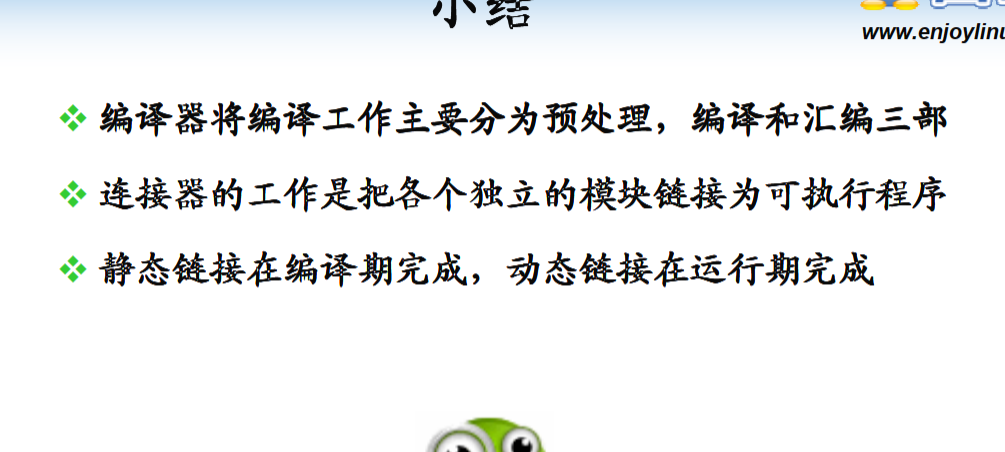 小结
www.enjoylinu
编译器将编译工作主要分为预处理，编译和汇编三部
连接器的工作是把各个独立的模块链接为可执行程序
静态链接在编译期完成，动态链接在运行期完成